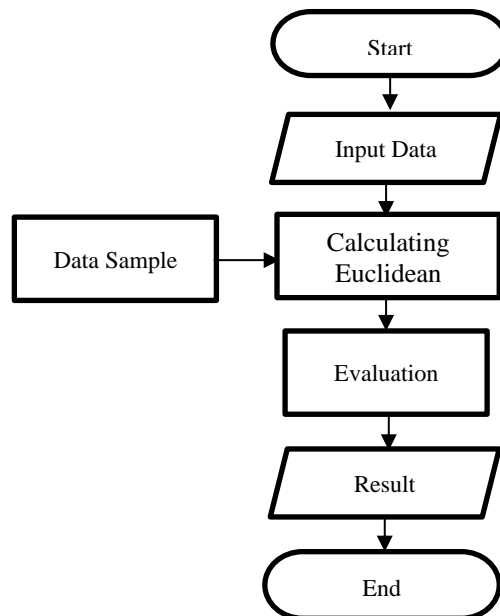 Start
Input Data
Data Sample
Calculating
Euclidean
Evaluation
Result
End